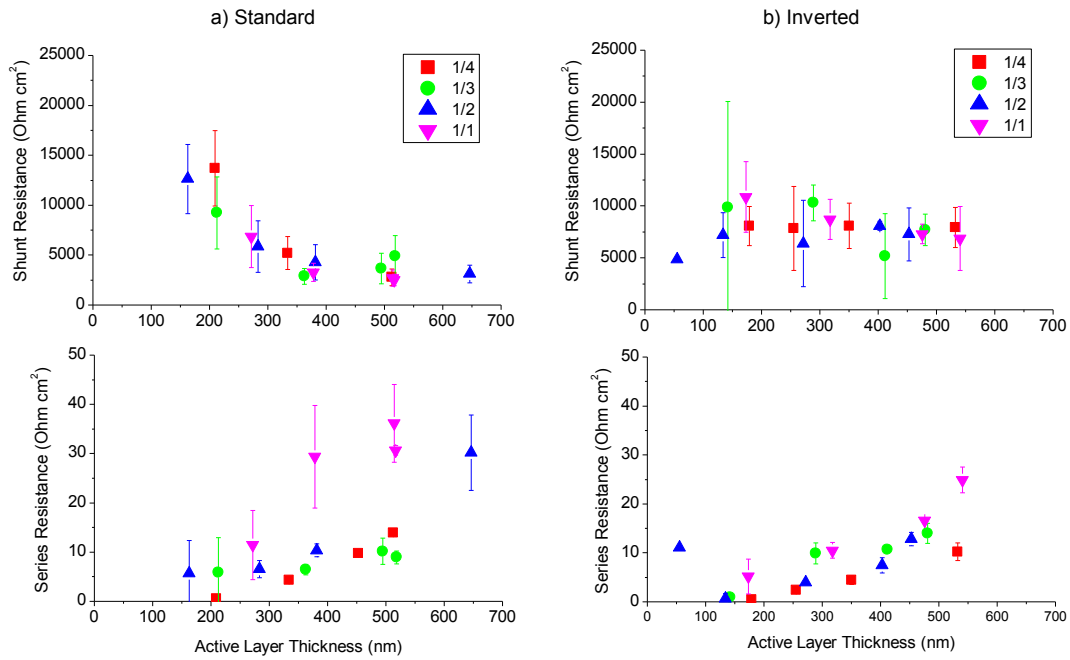 a) Standard
b) Inverted
25000
20000
15000
10000
5000
0
Shunt Resistance (Ohm cm²)
1/4
1/3
1/2
1/1
0 100 200 300 400 500 600 700
25000
20000
15000
10000
5000
0
Shunt Resistance (Ohm cm²)
1/4
1/3
1/2
1/1
0 100 200 300 400 500 600 700
50
40
30
20
10
0
Series Resistance (Ohm cm²)
0 100 200 300 400 500 600 700
Active Layer Thickness (nm)
50
40
30
20
10
0
Series Resistance (Ohm cm²)
0 100 200 300 400 500 600 700
Active Layer Thickness (nm)